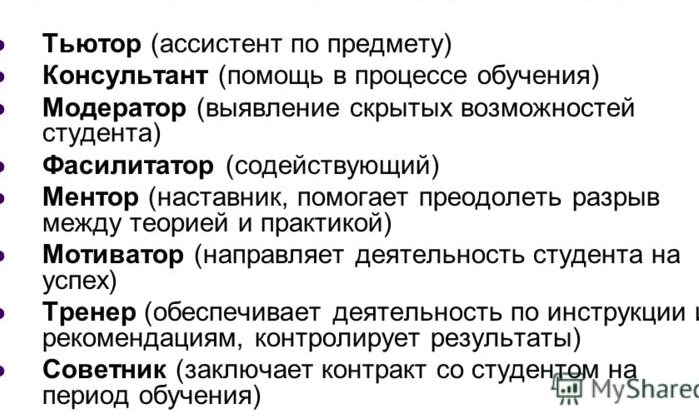 Тьютор (ассистент по предмету)
Консультант (помощь в процессе обучения)
Модератор (выявление скрытых возможностей
студента)
Фасилитатор (содействующий)
Ментор (наставник, помогает преодолеть разрыв
между теорией и практикой)
Мотиватор (направляет деятельность студента на
успех)
Тренер (обеспечивает деятельность по инструкции и
рекомендациям, контролирует результаты)
Советник (заключает контракт со студентом на
период обучения)
MyShared